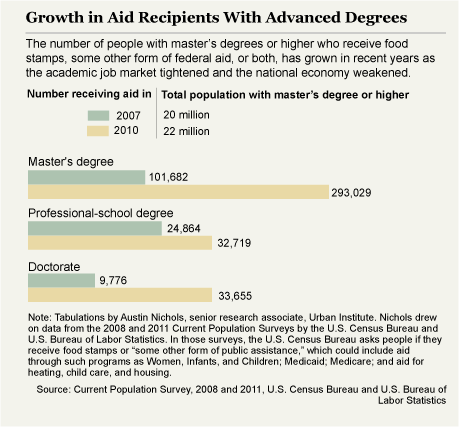 Growth in Aid Recipients With Advanced Degrees
The number of people with master's degrees or higher who receive food
stamps, some other form of federal aid, or both, has grown in recent years as
the academic job market tightened and the national economy weakened.
Number receiving aid in Total population with master's degree or higher
2007 20 million
2010 22 million
Master's degree
101,682
293,029
Professional-school degree
24,864
32,719
Doctorate
9,776
33,655
Note: Tabulations by Austin Nichols, senior research associate, Urban Institute. Nichols drew
on data from the 2008 and 2011 Current Population Surveys by the U.S. Census Bureau and
U.S. Bureau of Labor Statistics. In those surveys, the U.S. Census Bureau asks people if they
receive food stamps or “some other form of public assistance,” which could include aid
through such programs as Women, Infants, and Children; Medicaid; Medicare; and aid for
heating, child care, and housing.
Source: Current Population Survey, 2008 and 2011, U.S. Census Bureau and U.S. Bureau of
Labor Statistics